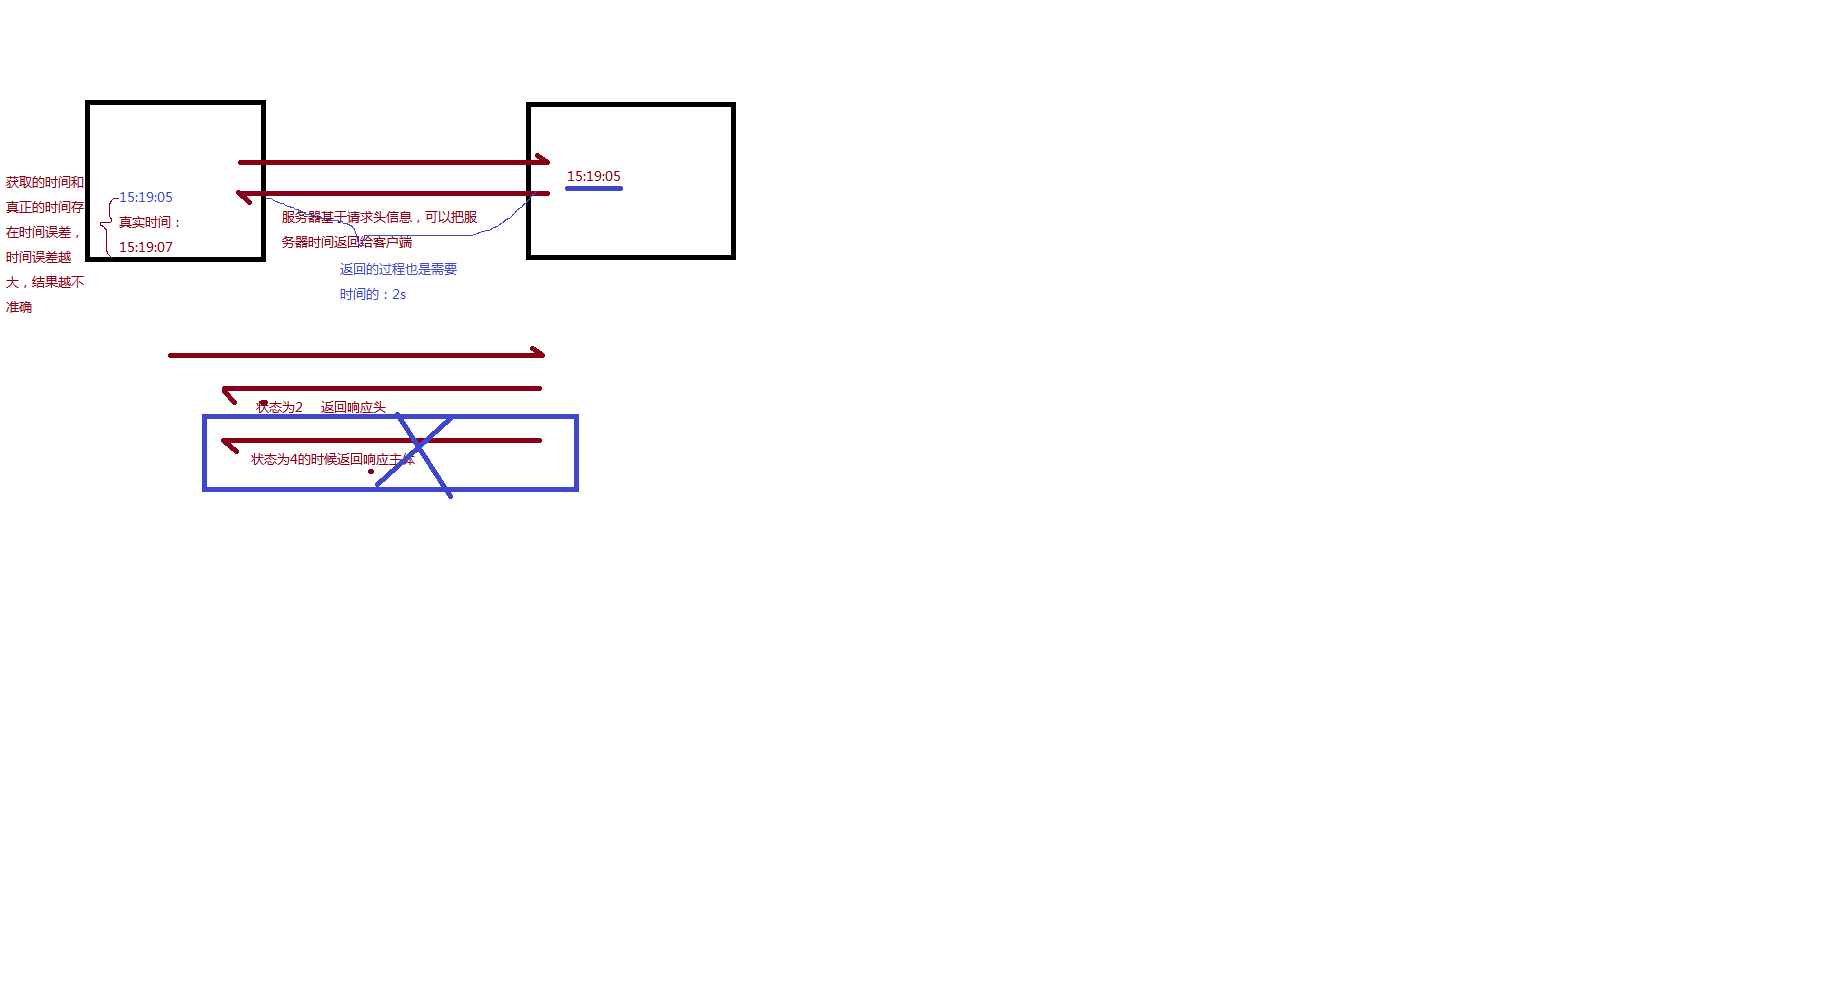 获取的时间和
真正的时间存
在时间误差，
时间误差越
大，结果越不
准确
15:19:05
真实时间：
15:19:07
服务器基于请求头信息，可以把服
务器时间返回给客户端
返回的过程也是需要
时间的：2s
15:19:05
状态为2 返回响应头
状态为4的时候返回响应主体